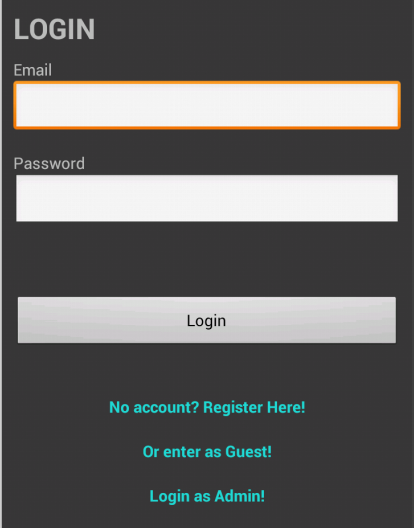 LOGIN
Email
Password
Login
No account? Register Here!
Or enter as Guest!
Login as Admin!